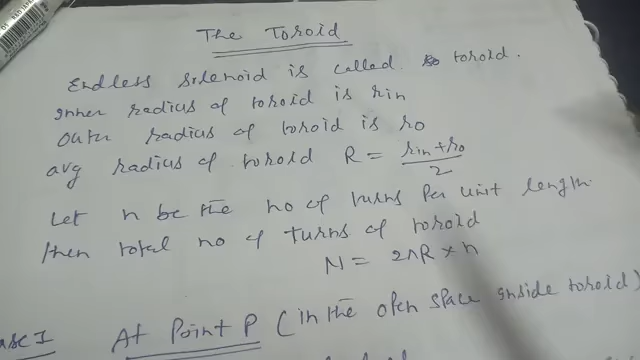 The Toroid
Endless Solenoid is called toroid.
inner radius of toroid is rin
outer radius of toroid is ro
avg radius of toroid R = rin + ro / 2
Let n be the no of turns Per unit length.
then total no of turns of toroid
N = 2πR × n
At Point P (in the open space inside toroid)